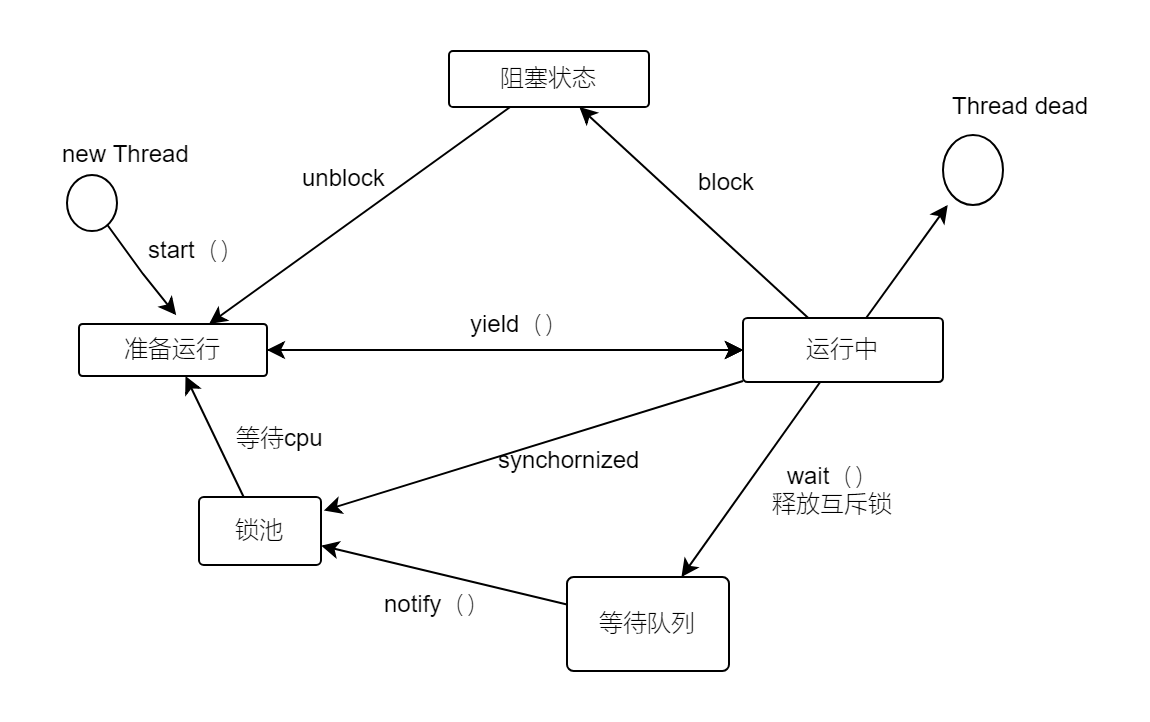 阻塞状态
Thread dead
new Thread
unblock
block
start（）
yield（）
准备运行
运行中
等待cpu
synchornized
wait（）
释放互斥锁
锁池
notify（）
等待队列